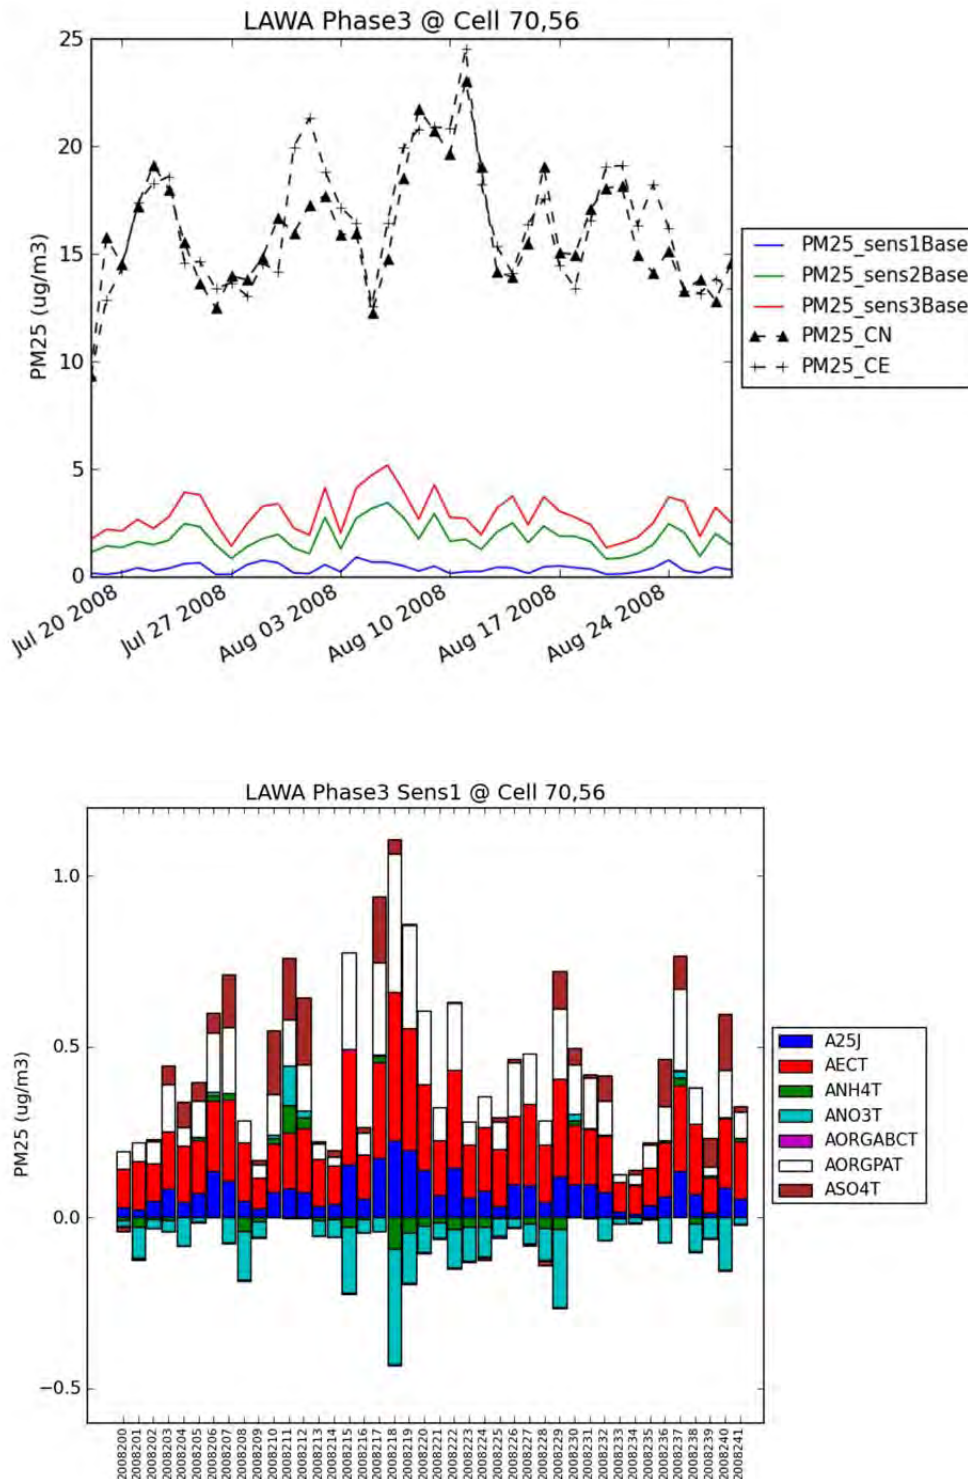 LAWA Phase3 @ Cell 70,56
25
20
15
10
5
0
PM25 (ug/m3)
Jul 20 2008
Jul 27 2008
Aug 03 2008
Aug 10 2008
Aug 17 2008
Aug 24 2008
PM25_sens1Base
PM25_sens2Base
PM25_sens3Base
PM25_CN
PM25_CE
LAWA Phase3 Sens1 @ Cell 70,56
1.0
0.5
0.0
−0.5
PM25 (ug/m3)
2008200
2008201
2008202
2008203
2008204
2008205
2008206
2008207
2008208
2008209
2008210
2008211
2008212
2008213
2008214
2008215
2008216
2008217
2008218
2008219
2008220
2008221
2008222
2008223
2008224
2008225
2008226
2008227
2008228
2008229
2008230
2008231
2008232
2008233
2008234
2008235
2008236
2008237
2008238
2008239
2008240
2008241
A25J
AECT
ANH4T
ANO3T
AORGABCT
AORGPAT
ASO4T